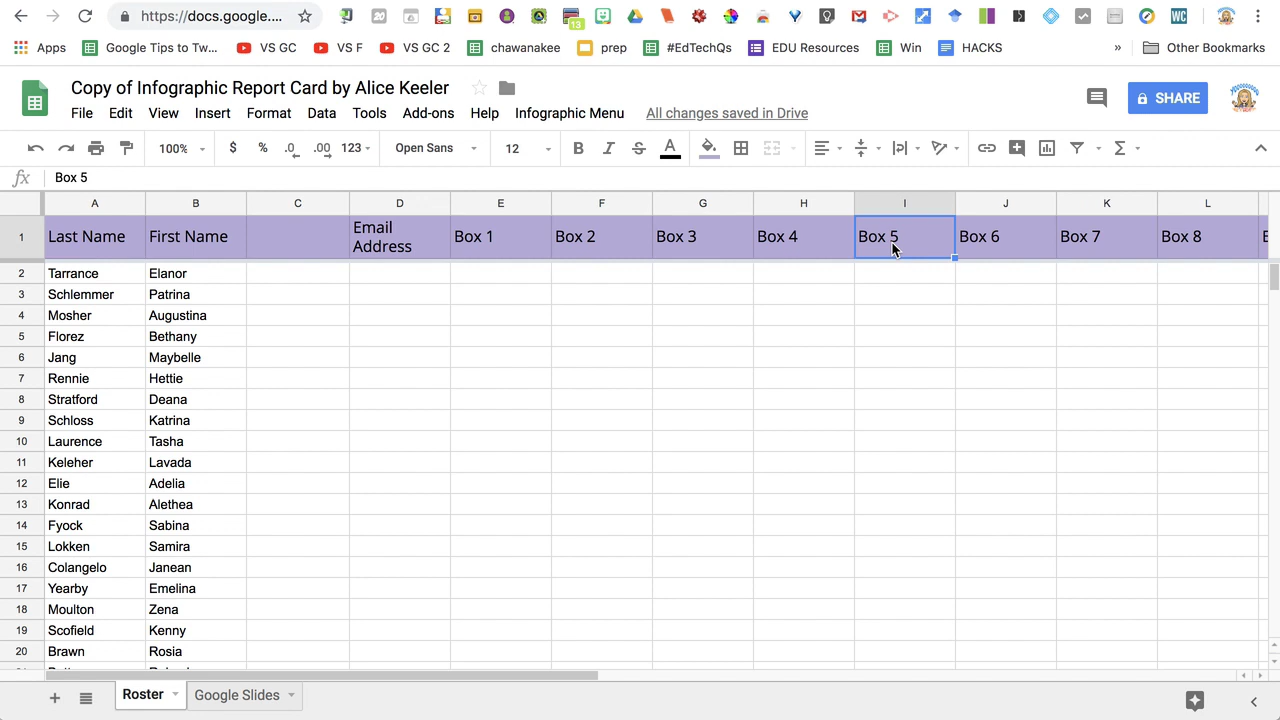 https://docs.google....
20
13
WC
Apps
Google Tips to Tw...
VS GC
VS F
VS GC 2
chawanakee
prep
#EdTechQs
EDU Resources
Win
HACKS
»
Other Bookmarks
Copy of Infographic Report Card by Alice Keeler
SHARE
File Edit View Insert Format Data Tools Add-ons Help Infographic Menu All changes saved in Drive
100% $ % .0 .00 123 Open Sans 12 B I S A Σ
fx Box 5
A B C D E F G H I J K L
1 Last Name First Name Email Address Box 1 Box 2 Box 3 Box 4 Box 5 Box 6 Box 7 Box 8
2 Tarrance Elanor
3 Schlemmer Patrina
4 Mosher Augustina
5 Florez Bethany
6 Jang Maybelle
7 Rennie Hettie
8 Stratford Deana
9 Schloss Katrina
10 Laurence Tasha
11 Keleher Lavada
12 Elie Adelia
13 Konrad Alethea
14 Fyock Sabina
15 Lokken Samira
16 Colangelo Janean
17 Yearby Emelina
18 Moulton Zena
19 Scofield Kenny
20 Brawn Rosia
Roster Google Slides